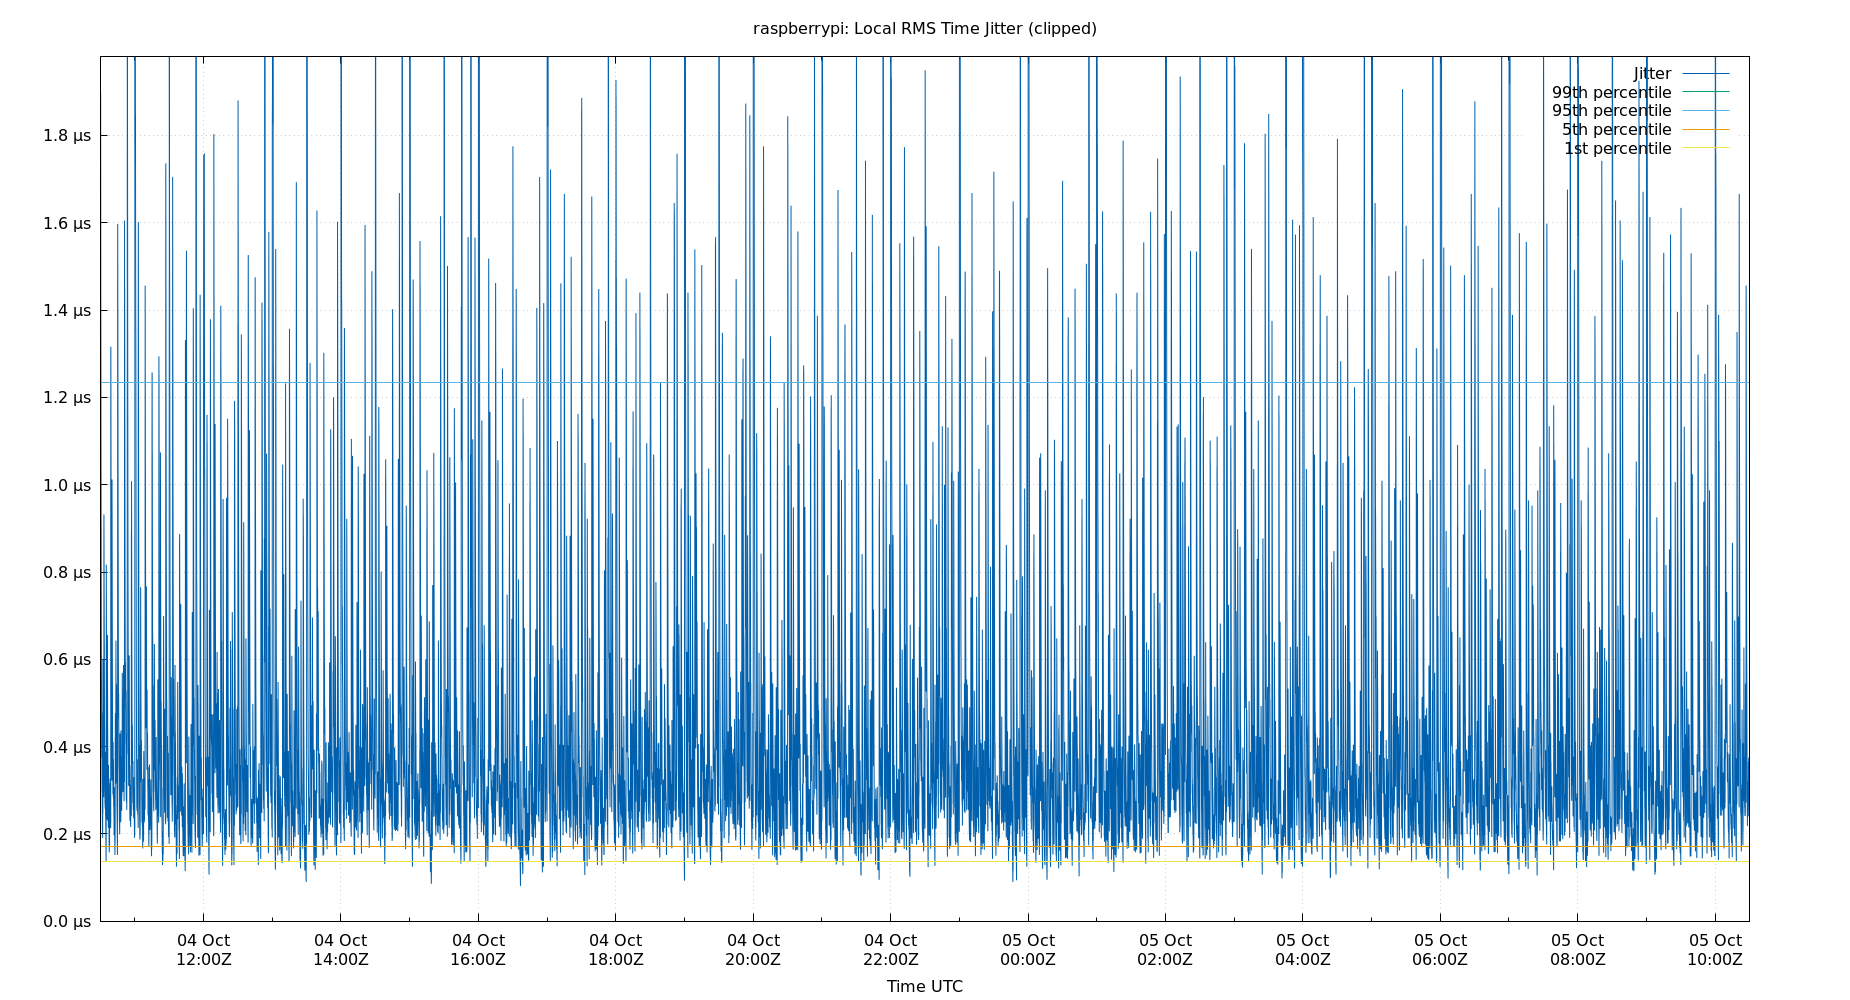 raspberrypi: Local RMS Time Jitter (clipped)
Jitter
99th percentile
95th percentile
5th percentile
1st percentile
1.8 µs
1.6 µs
1.4 µs
1.2 µs
1.0 µs
0.8 µs
0.6 µs
0.4 µs
0.2 µs
0.0 µs
04 Oct 04 Oct 04 Oct 04 Oct 04 Oct 04 Oct 05 Oct 05 Oct 05 Oct 05 Oct 05 Oct 05 Oct
12:00Z 14:00Z 16:00Z 18:00Z 20:00Z 22:00Z 00:00Z 02:00Z 04:00Z 06:00Z 08:00Z 10:00Z
Time UTC